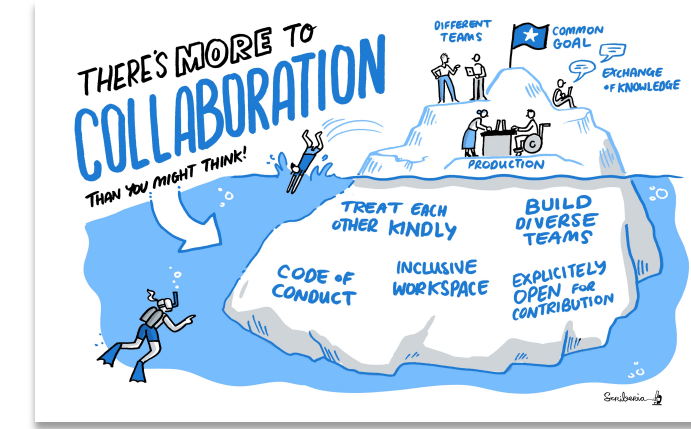 THERE'S MORE TO
COLLABORATION
THAN YOU MIGHT THINK!
DIFFERENT
TEAMS
COMMON
GOAL
EXCHANGE
OF KNOWLEDGE
PRODUCTION
TREAT EACH
OTHER KINDLY
BUILD
DIVERSE
TEAMS
CODE OF
CONDUCT
INCLUSIVE
WORKSPACE
EXPLICITELY
OPEN FOR
CONTRIBUTION
Scriberia